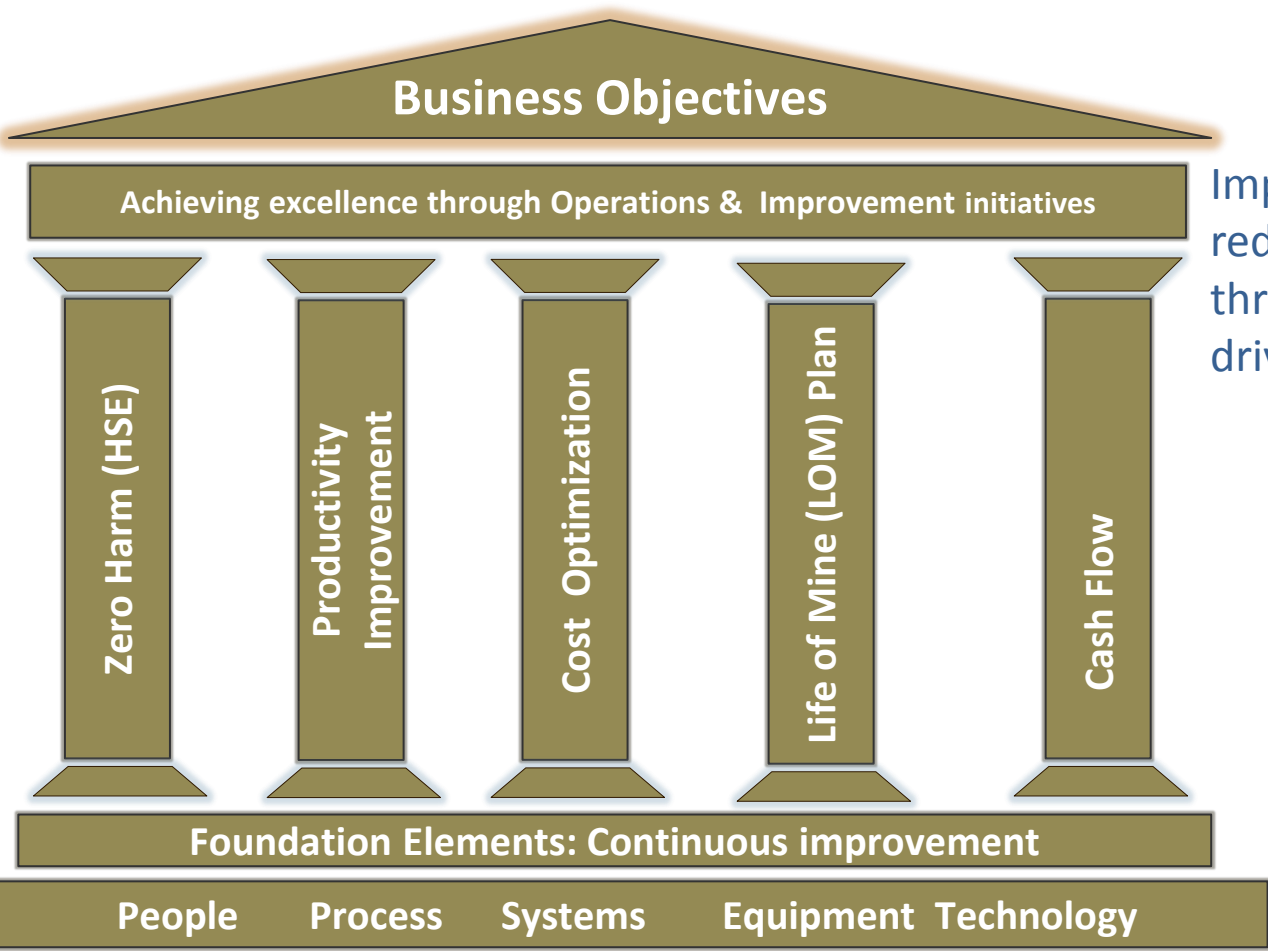 Business Objectives
Achieving excellence through Operations & Improvement initiatives
Zero Harm (HSE)
Productivity
Improvement
Cost Optimization
Life of Mine (LOM) Plan
Cash Flow
Foundation Elements: Continuous improvement
People Process Systems Equipment Technology